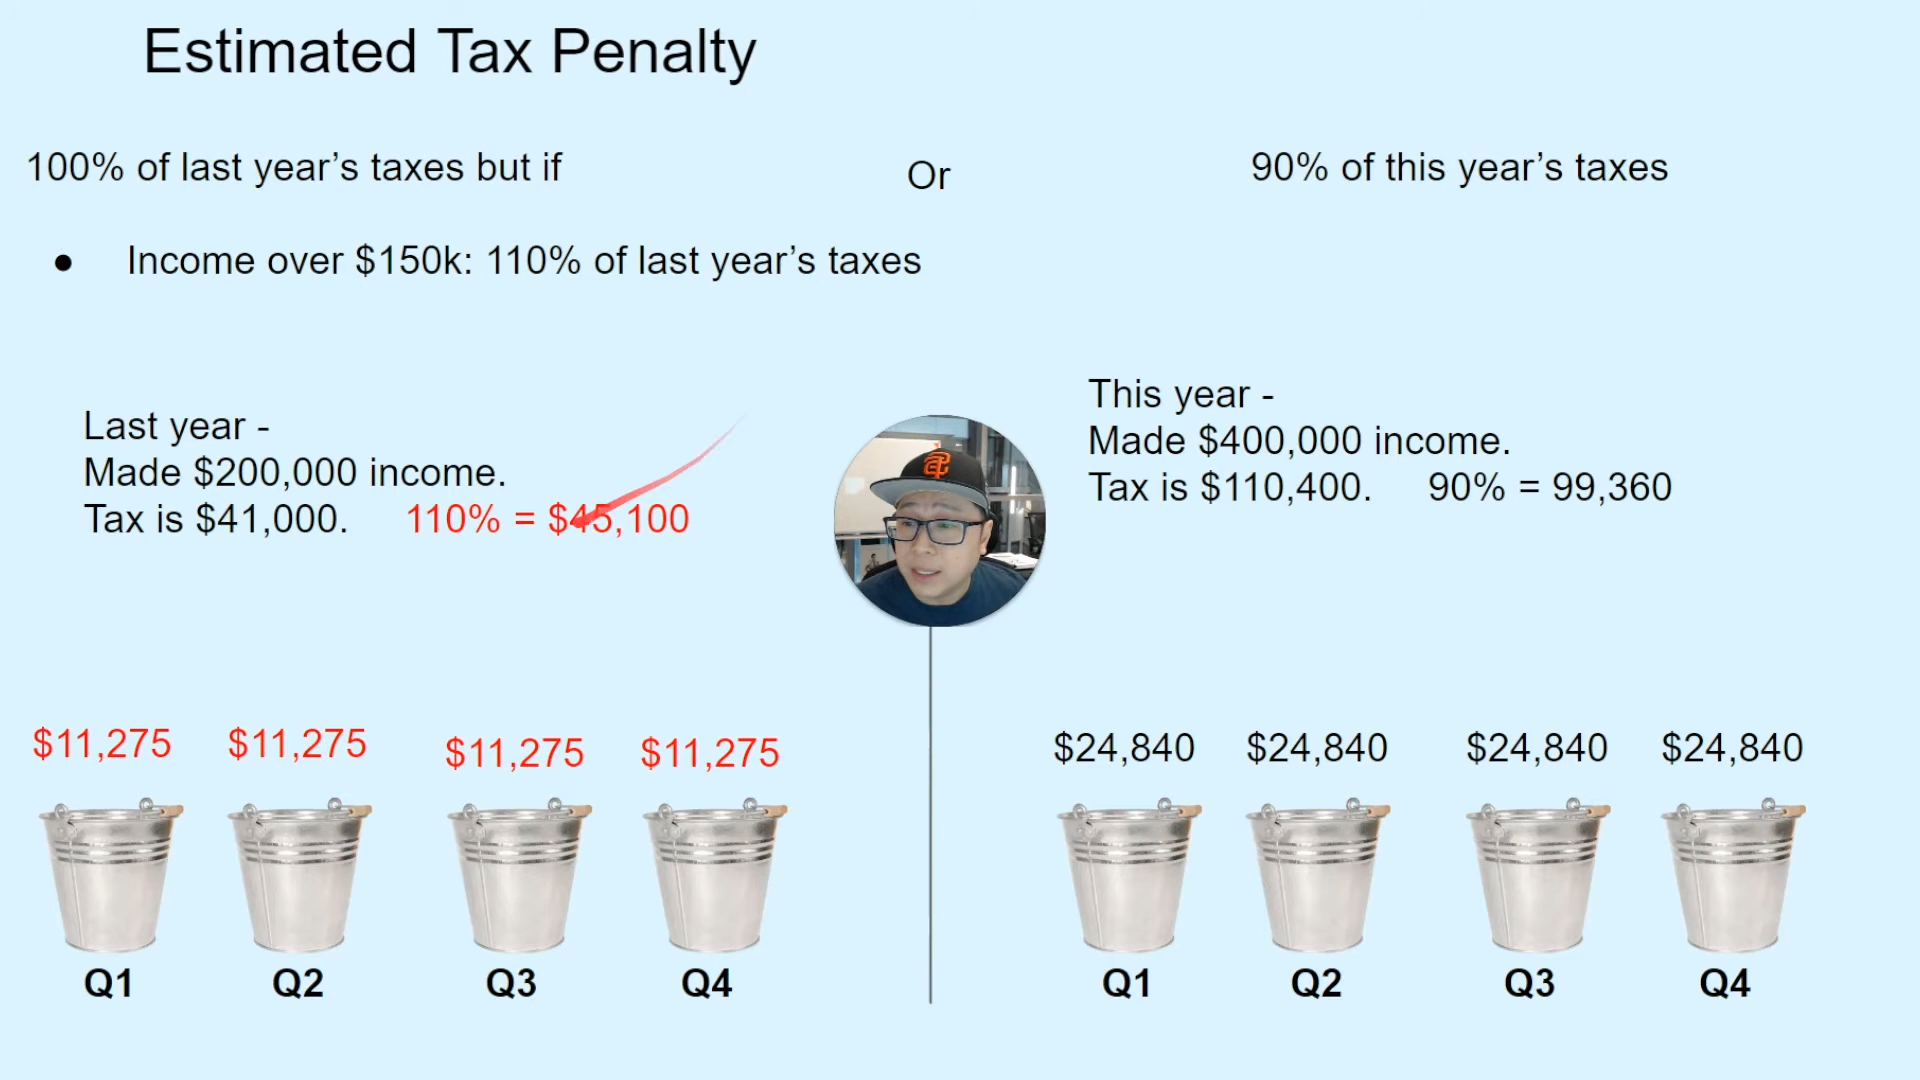 Estimated Tax Penalty
100% of last year’s taxes but if
Or
90% of this year’s taxes
● Income over $150k: 110% of last year’s taxes
Last year -
Made $200,000 income.
Tax is $41,000. 110% = $45,100
This year -
Made $400,000 income.
Tax is $110,400. 90% = 99,360
$11,275 $11,275 $11,275 $11,275
Q1 Q2 Q3 Q4
$24,840 $24,840 $24,840 $24,840
Q1 Q2 Q3 Q4